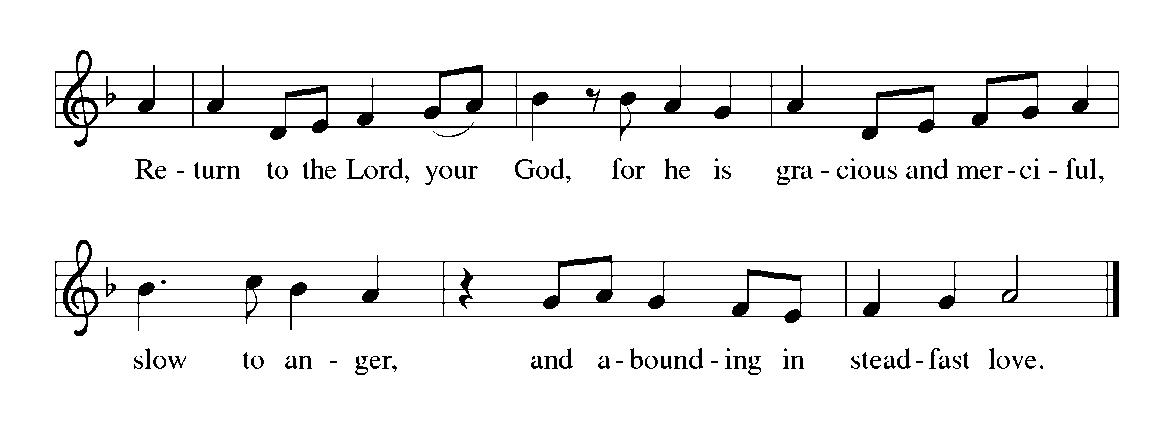 Re - turn to the Lord, your God, for he is gra - cious and mer - ci - ful,
slow to an - ger, and a - bound - ing in stead - fast love.